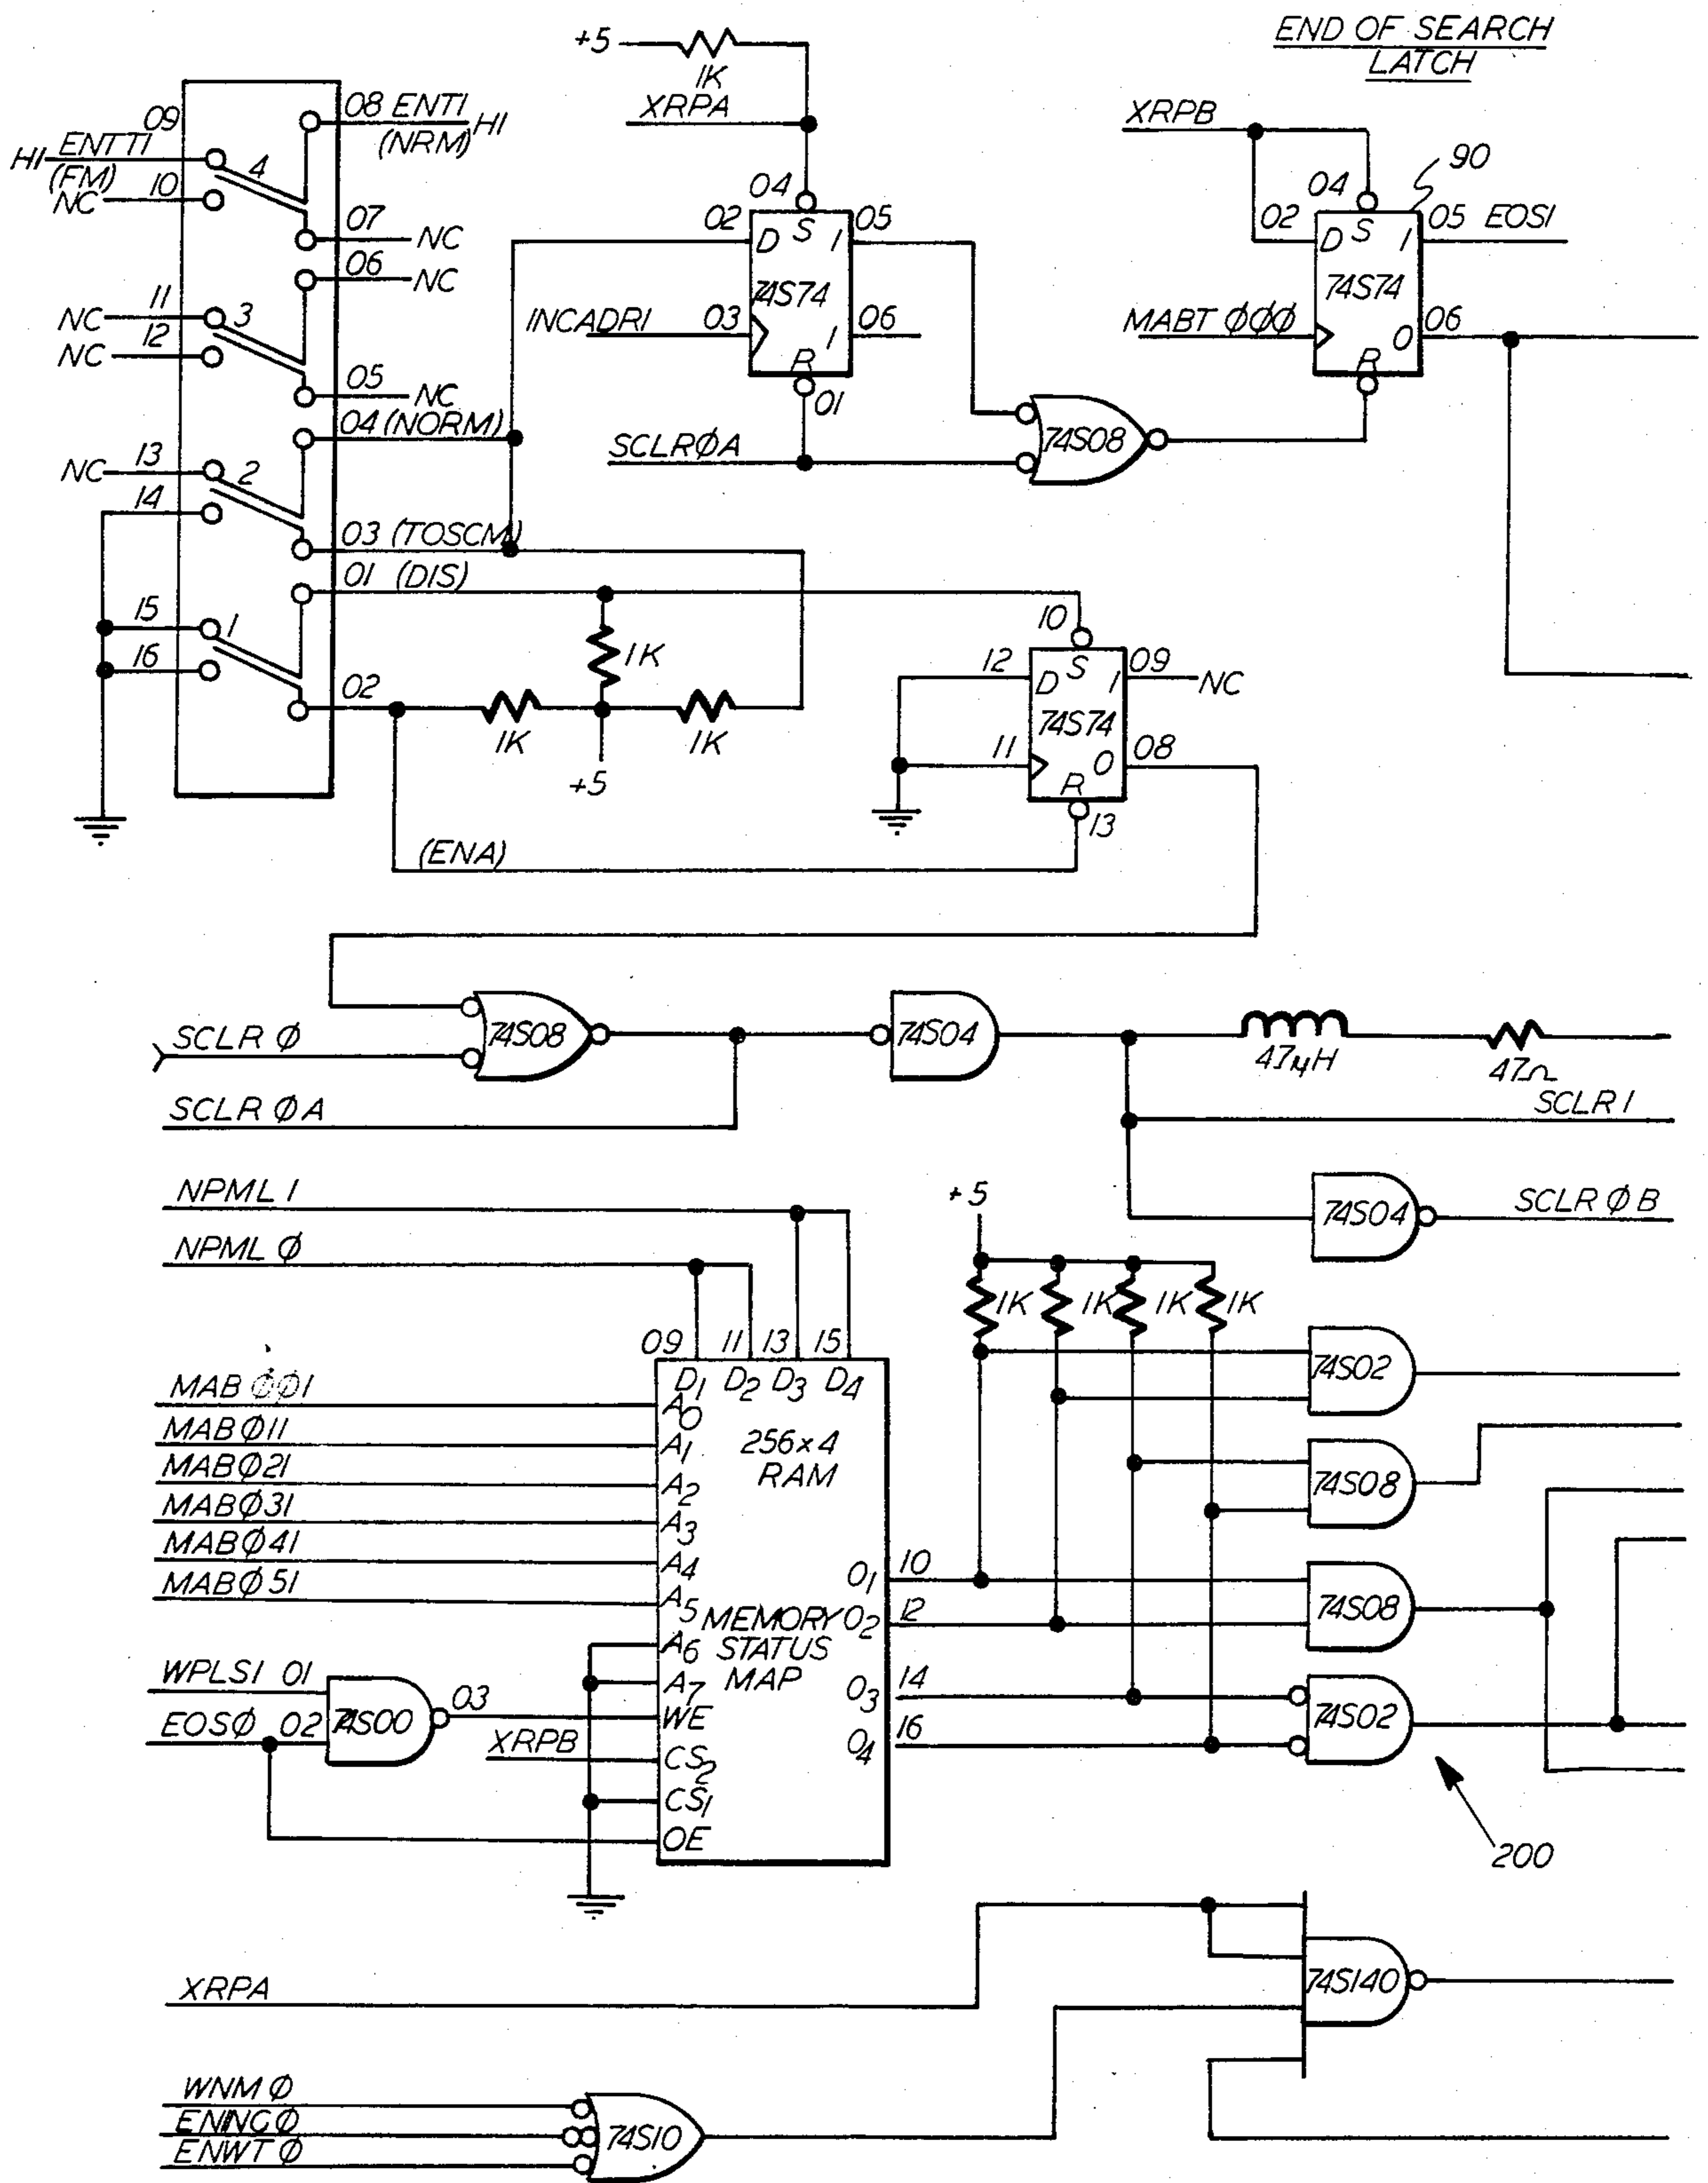 END OF SEARCH
LATCH
+5
1K
XRPA
XRPB
90
09
08 ENT1
HI
(NRM)
HI
ENTT1
(FM)
4
10
NC
07
NC
06
NC
11
NC
3
12
NC
05
NC
04 (NORM)
13
NC
2
14
03 (TOSCM)
01 (DIS)
15
1
16
02
1K
1K
1K
+5
(ENA)
04
02
D
S
1
05
74S74
INCADR1
03
1
06
R
01
SCLRØA
74S08
04
02
D
S
1
05
EOS1
74S74
MABT ØØØ
O
06
R
10
12
D
S
1
09
NC
74S74
11
O
08
R
13
SCLR Ø
74S08
74S04
47µH
47Ω
SCLR ØA
SCLR 1
74S04
SCLR ØB
NPML 1
NPML Ø
+5
1K
1K
1K
1K
09
11
13
15
D1
D2
D3
D4
MAB ØØ1
A0
MABØ11
A1
MABØ21
A2
MABØ31
A3
MABØ41
A4
MABØ51
A5
A6
A7
256x4
RAM
MEMORY
STATUS
MAP
O1
10
O2
12
O3
14
O4
16
74S02
74S08
74S08
74S02
200
WPLS1
01
EOSØ
02
74S00
03
WE
XRPB
CS2
CS1
OE
XRPA
74S140
WNM Ø
ENNCØ
ENWT Ø
74S10